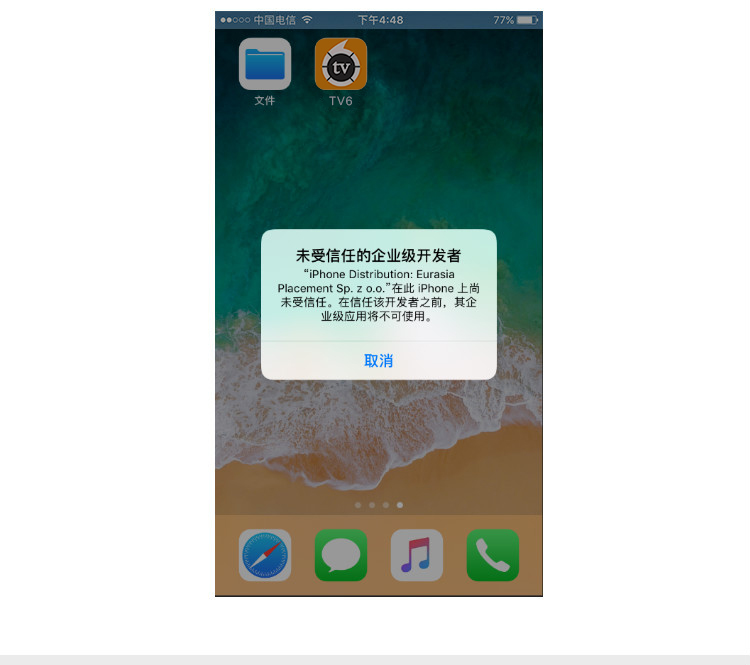 中国电信 下午4:48 77%
tv
文件 TV6
未受信任的企业级开发者
“iPhone Distribution: Eurasia
Placement Sp. z o.o.”在此 iPhone 上尚
未受信任。在信任该开发者之前，其企
业级应用将不可使用。
取消